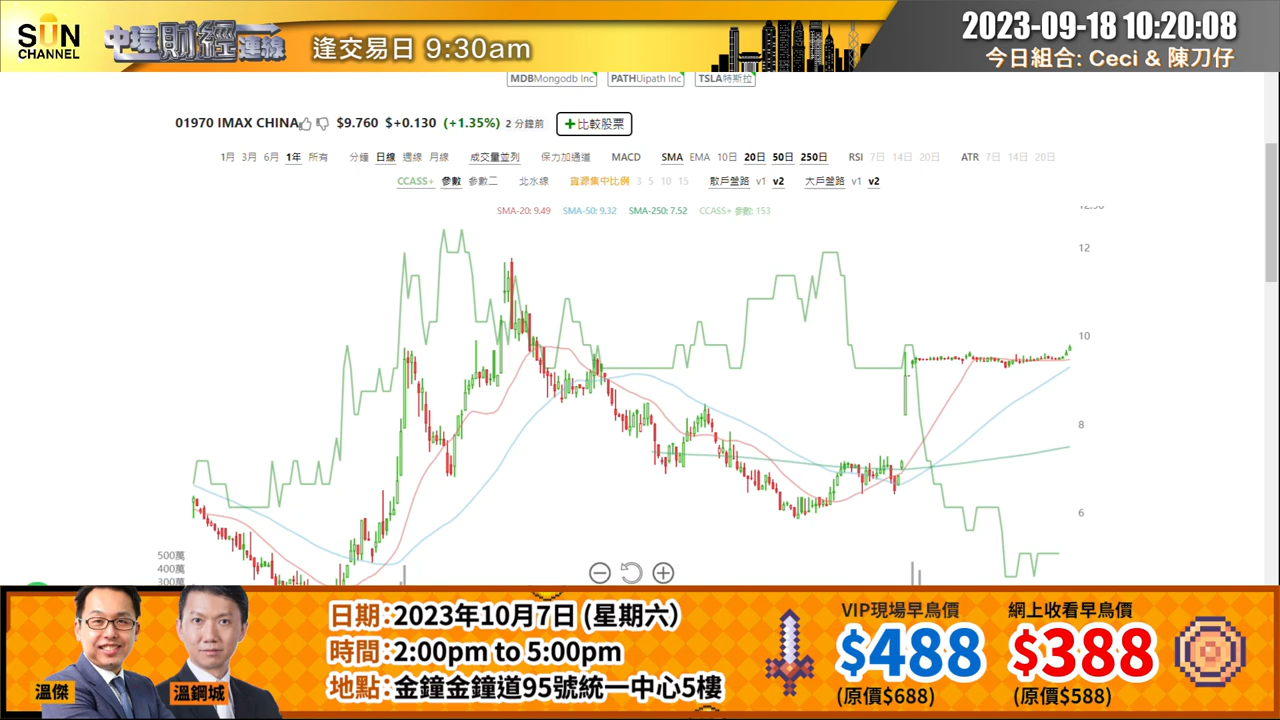 SUN
CHANNEL
中環財經連線
逢交易日 9:30am
2023-09-18 10:20:08
今日組合: Ceci & 陳刀仔
MDBMongodb Inc PATHUipath Inc TSLA特斯拉
01970 IMAX CHINA $9.760 $+0.130 (+1.35%) 2 分鐘前 +比較股票
1月 3月 6月 1年 所有 分鐘 日線 週線 月線 成交量並列 保力加通道 MACD SMA EMA 10日 20日 50日 250日 RSI 7日 14日 20日 ATR 7日 14日 20日
CCASS+ 參數 參數二 北水線 貨源集中比例 3 5 10 15 散戶盤路 v1 v2 大戶盤路 v1 v2
SMA-20: 9.49 SMA-50: 9.32 SMA-250: 7.52 CCASS+ 參數: 153
12
10
8
6
500萬
400萬
300萬
溫傑
溫鋼城
日期:2023年10月7日 (星期六)
時間:2:00pm to 5:00pm
地點:金鐘金鐘道95號統一中心5樓
VIP現場早鳥價
$488
(原價$688)
網上收看早鳥價
$388
(原價$588)